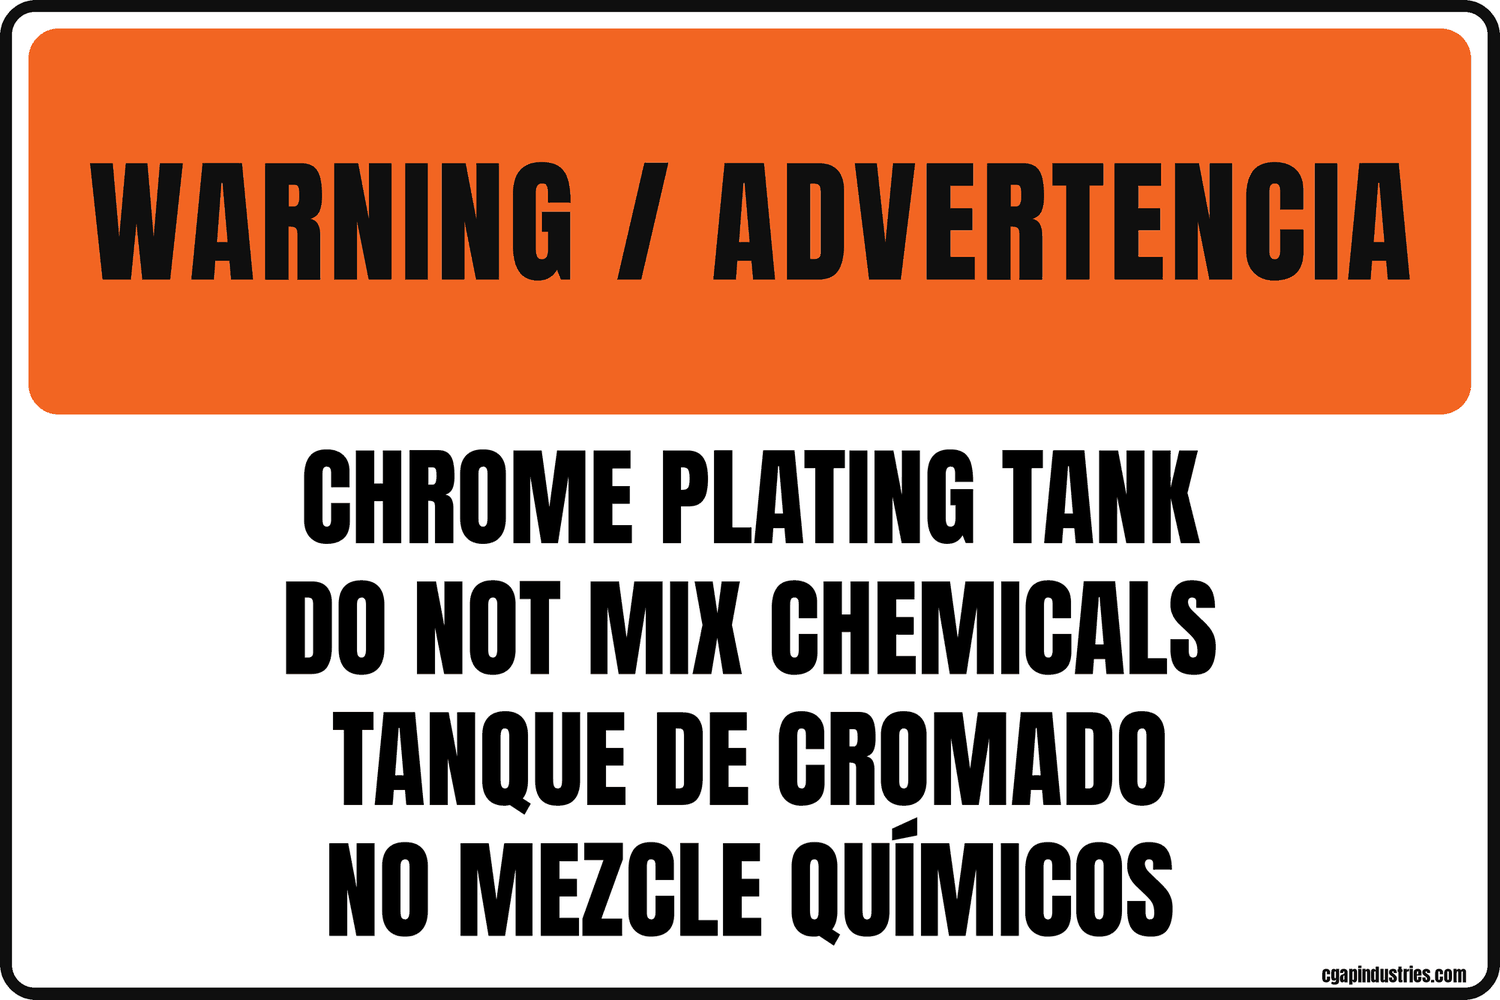 WARNING / ADVERTENCIA
CHROME PLATING TANK
DO NOT MIX CHEMICALS
TANQUE DE CROMADO
NO MEZCLE QUÍMICOS
cgapindustries.com